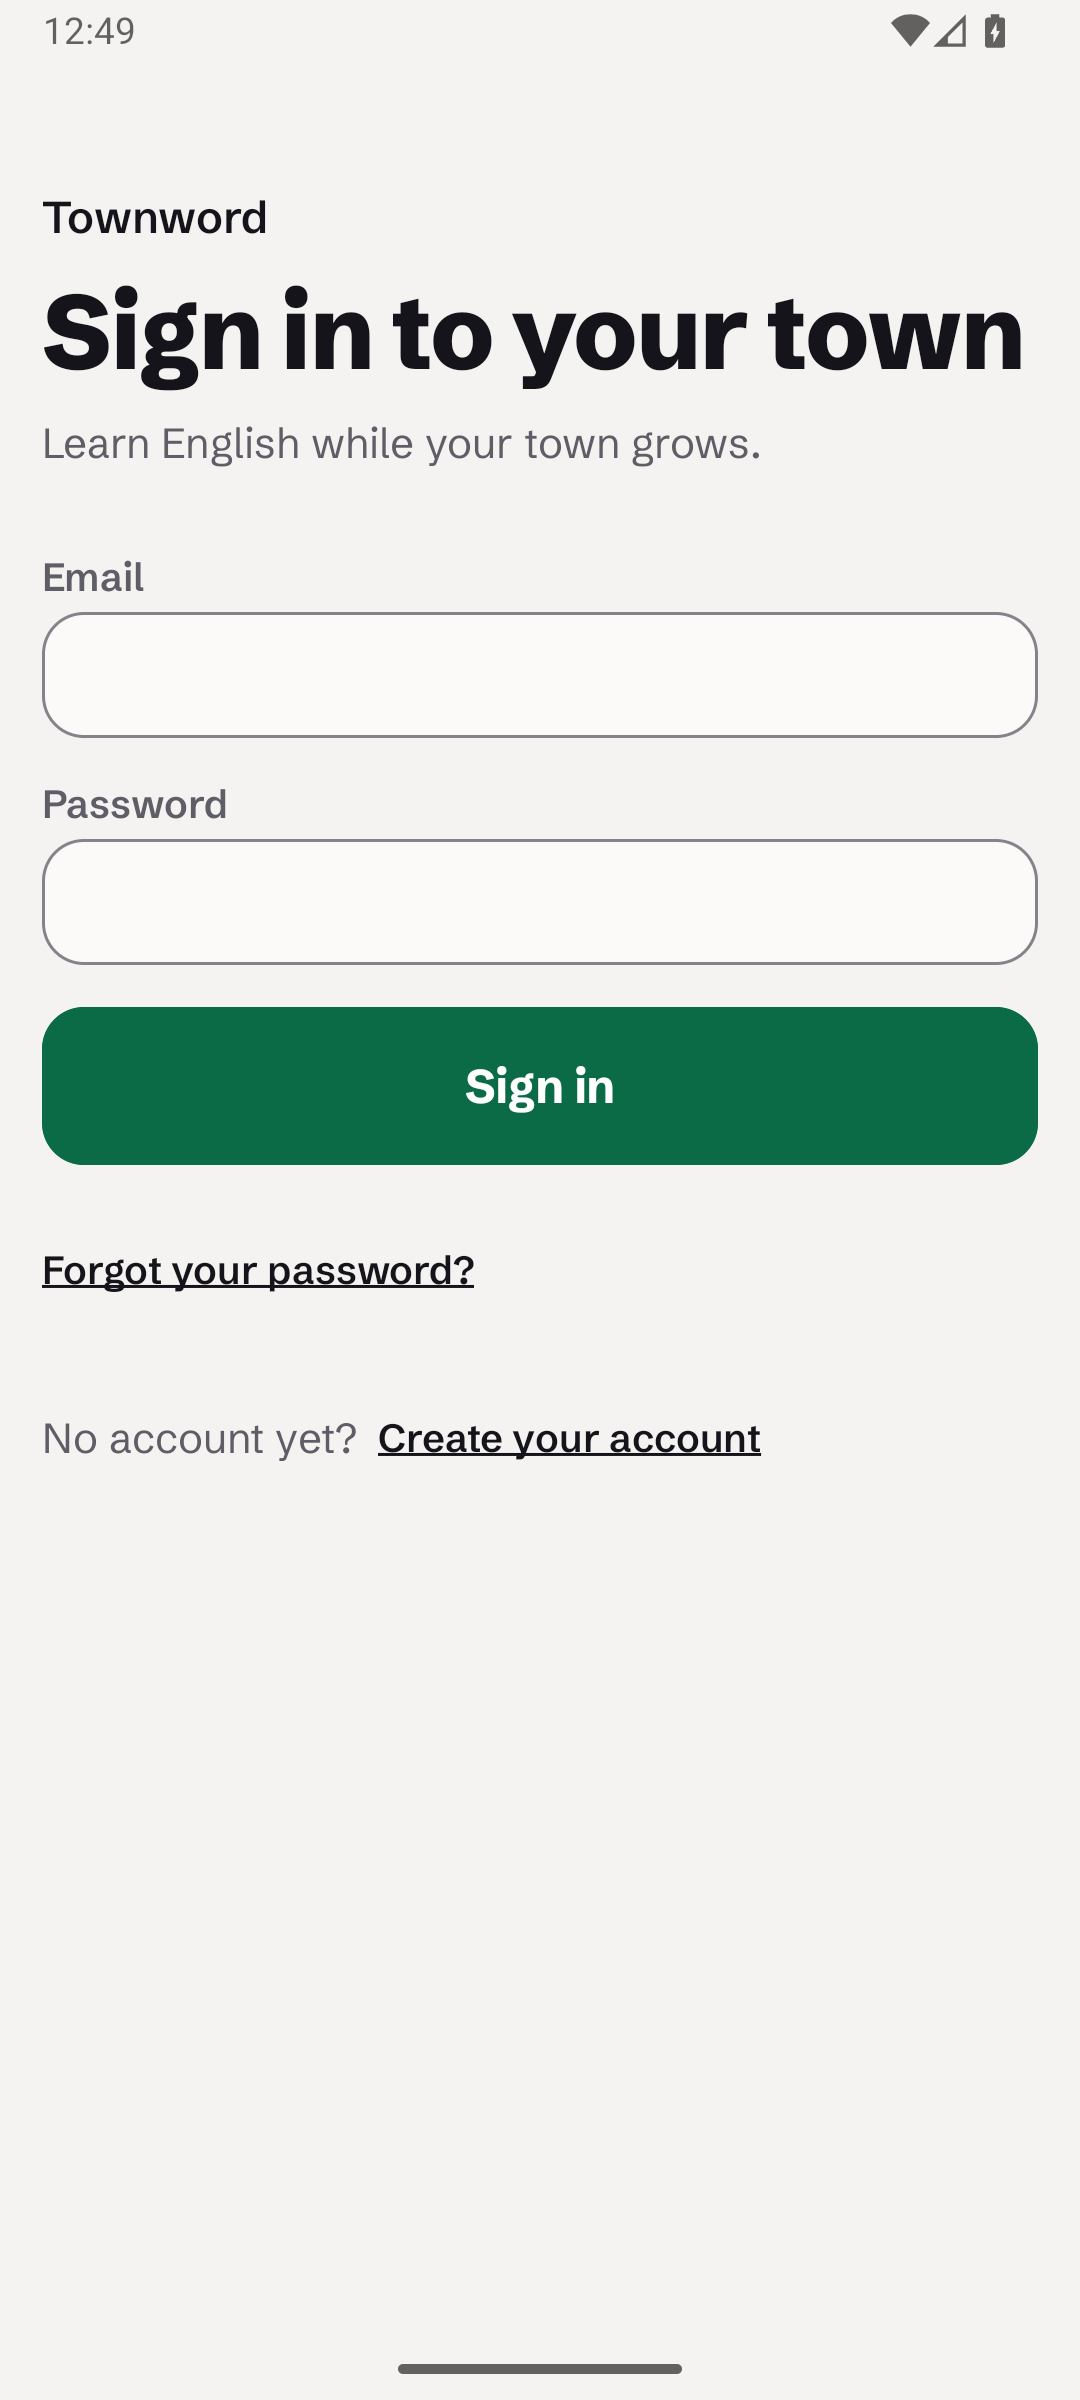 12:49
Townword
Sign in to your town
Learn English while your town grows.
Email
Password
Sign in
Forgot your password?
No account yet? Create your account